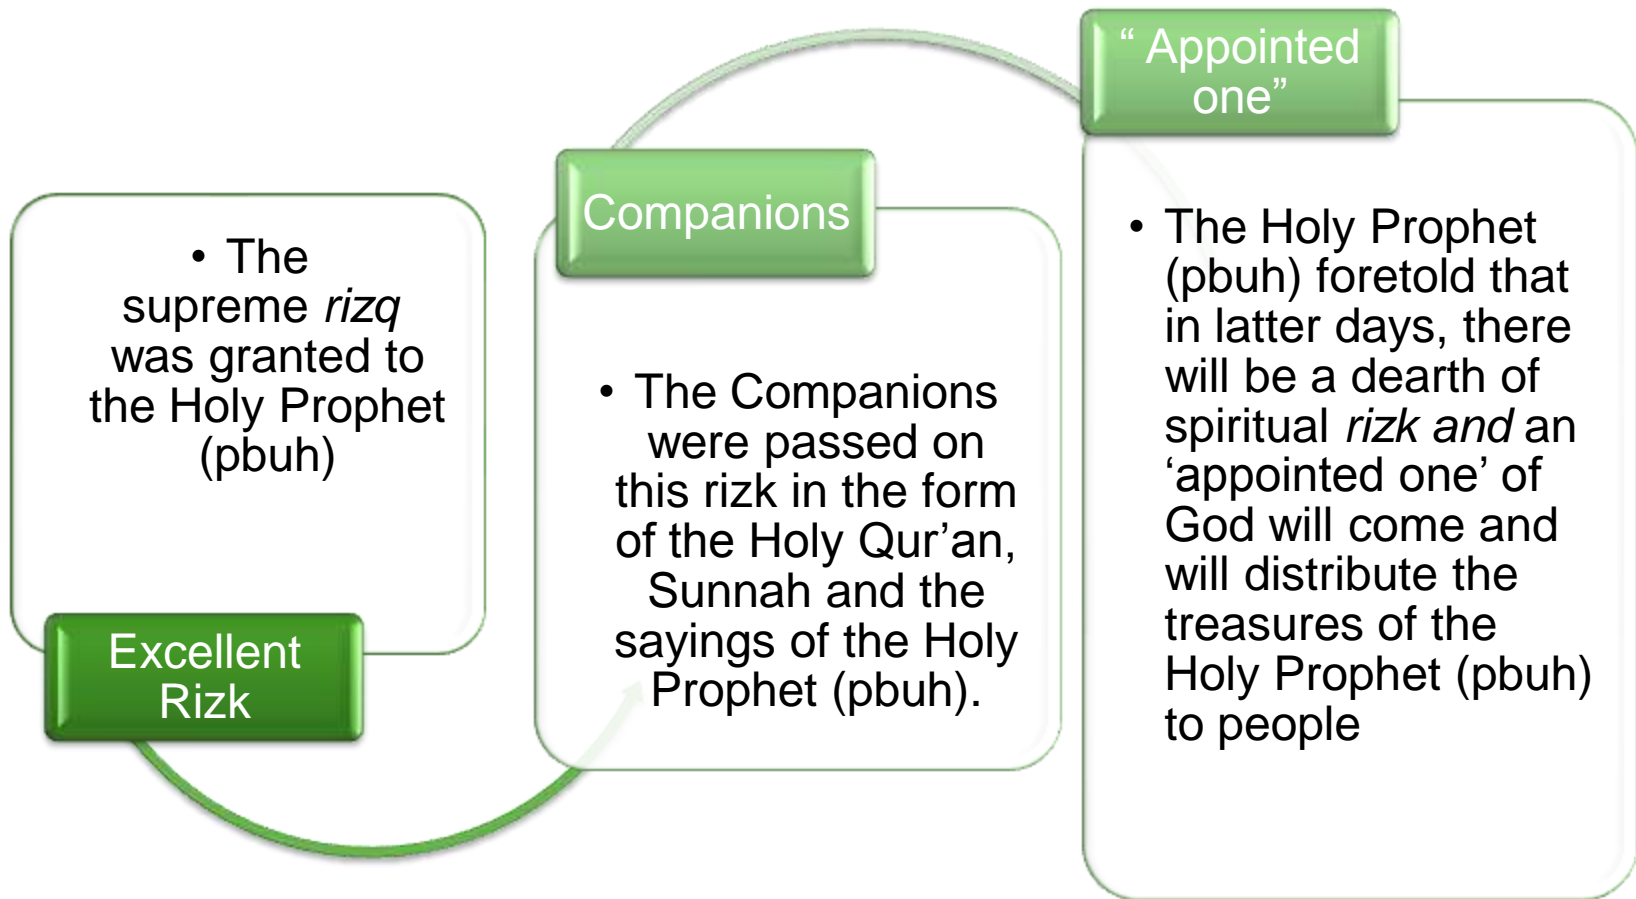 • The
supreme rizq
was granted to
the Holy Prophet
(pbuh)
Excellent
Rizk
Companions
• The Companions
were passed on
this rizk in the form
of the Holy Qur’an,
Sunnah and the
sayings of the Holy
Prophet (pbuh).
“ Appointed
one”
• The Holy Prophet
(pbuh) foretold that
in latter days, there
will be a dearth of
spiritual rizk and an
‘appointed one’ of
God will come and
will distribute the
treasures of the
Holy Prophet (pbuh)
to people